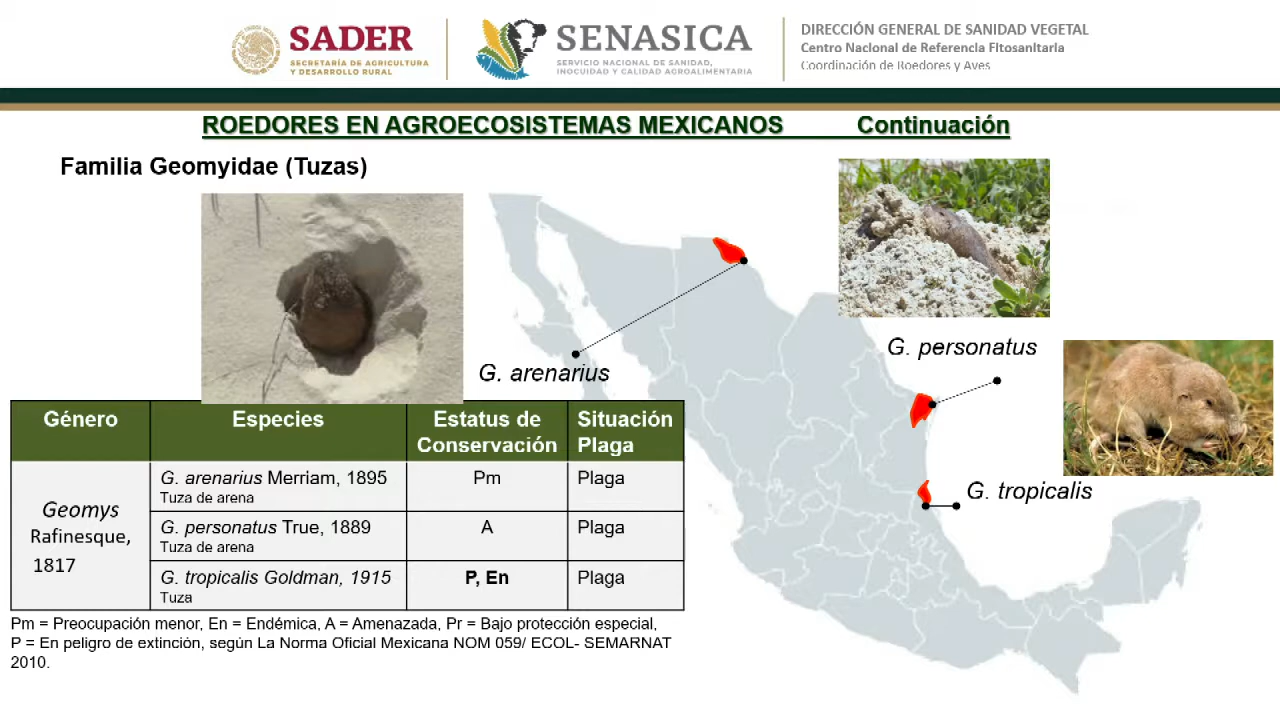 SADER
SECRETARÍA DE AGRICULTURA
Y DESARROLLO RURAL
SENASICA
SERVICIO NACIONAL DE SANIDAD,
INOCUIDAD Y CALIDAD AGROALIMENTARIA
DIRECCIÓN GENERAL DE SANIDAD VEGETAL
Centro Nacional de Referencia Fitosanitaria
Coordinación de Roedores y Aves
ROEDORES EN AGROECOSISTEMAS MEXICANOS Continuación
Familia Geomyidae (Tuzas)
G. personatus
G. arenarius
G. tropicalis
Género Especies Estatus de Conservación Situación Plaga
Geomys
Rafinesque,
1817
G. arenarius Merriam, 1895 Pm Plaga
Tuza de arena
G. personatus True, 1889 A Plaga
Tuza de arena
G. tropicalis Goldman, 1915 P, En Plaga
Tuza
Pm = Preocupación menor, En = Endémica, A = Amenazada, Pr = Bajo protección especial,
P = En peligro de extinción, según La Norma Oficial Mexicana NOM 059/ ECOL- SEMARNAT
2010.